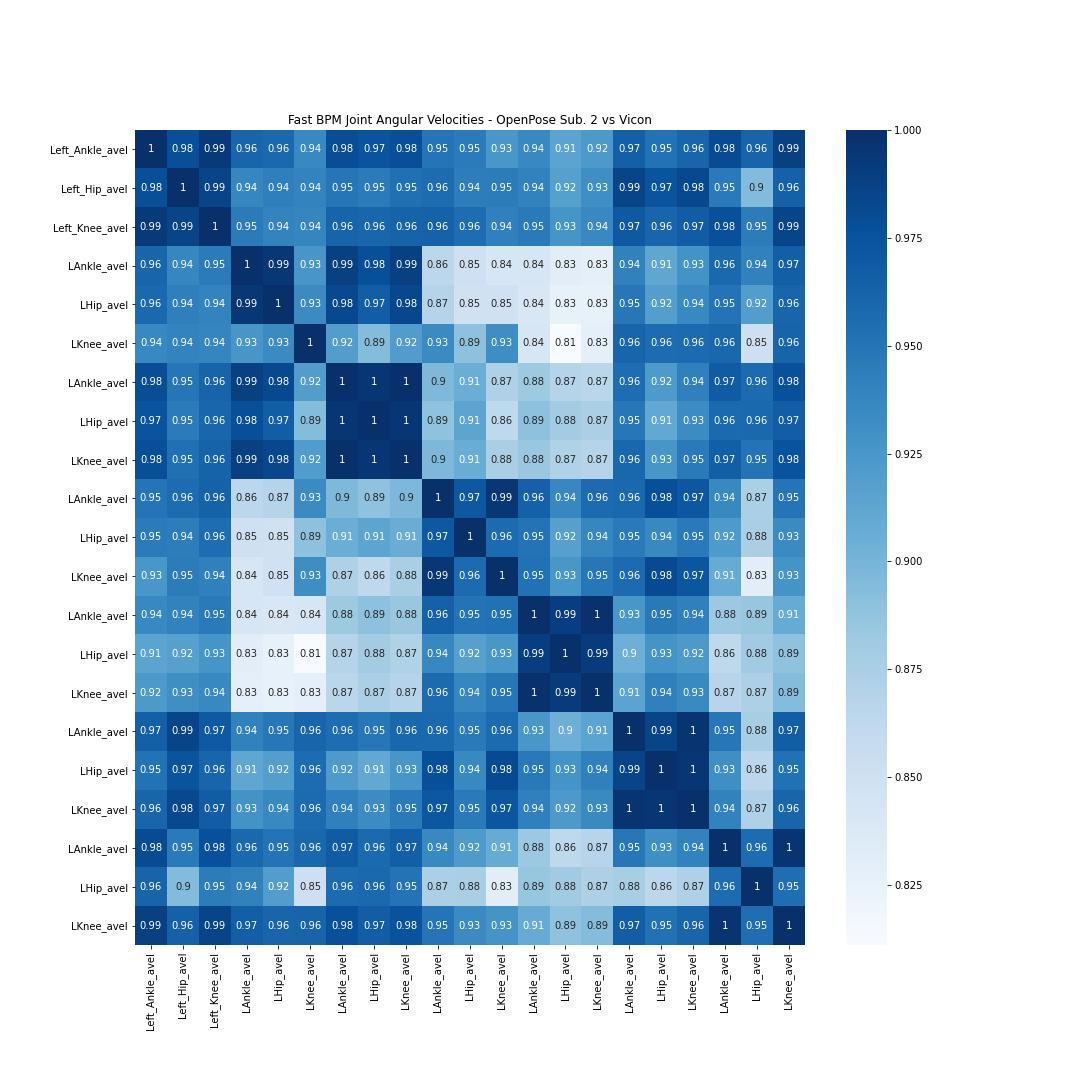 Fast BPM Joint Angular Velocities - OpenPose Sub. 2 vs Vicon
Left_Ankle_avel 1 0.98 0.99 0.96 0.96 0.94 0.98 0.97 0.98 0.95 0.95 0.93 0.94 0.91 0.92 0.97 0.95 0.96 0.98 0.96 0.99
Left_Hip_avel 0.98 1 0.99 0.94 0.94 0.94 0.95 0.95 0.95 0.96 0.94 0.95 0.94 0.92 0.93 0.99 0.97 0.98 0.95 0.9 0.96
Left_Knee_avel 0.99 0.99 1 0.95 0.94 0.94 0.96 0.96 0.96 0.96 0.96 0.94 0.95 0.93 0.94 0.97 0.96 0.97 0.98 0.95 0.99
LAnkle_avel 0.96 0.94 0.95 1 0.99 0.93 0.99 0.98 0.99 0.86 0.85 0.84 0.84 0.83 0.83 0.94 0.91 0.93 0.96 0.94 0.97
LHip_avel 0.96 0.94 0.94 0.99 1 0.93 0.98 0.97 0.98 0.87 0.85 0.85 0.84 0.83 0.83 0.95 0.92 0.94 0.95 0.92 0.96
LKnee_avel 0.94 0.94 0.94 0.93 0.93 1 0.92 0.89 0.92 0.93 0.89 0.93 0.84 0.81 0.83 0.96 0.96 0.96 0.96 0.85 0.96
LAnkle_avel 0.98 0.95 0.96 0.99 0.98 0.92 1 1 1 0.9 0.91 0.87 0.88 0.87 0.87 0.96 0.92 0.94 0.97 0.96 0.98
LHip_avel 0.97 0.95 0.96 0.98 0.97 0.89 1 1 1 0.89 0.91 0.86 0.89 0.88 0.87 0.95 0.91 0.93 0.96 0.96 0.97
LKnee_avel 0.98 0.95 0.96 0.99 0.98 0.92 1 1 1 0.9 0.91 0.88 0.88 0.87 0.87 0.96 0.93 0.95 0.97 0.95 0.98
LAnkle_avel 0.95 0.96 0.96 0.86 0.87 0.93 0.9 0.89 0.9 1 0.97 0.99 0.96 0.94 0.96 0.96 0.98 0.97 0.94 0.87 0.95
LHip_avel 0.95 0.94 0.96 0.85 0.85 0.89 0.91 0.91 0.91 0.97 1 0.96 0.95 0.92 0.94 0.95 0.94 0.95 0.92 0.88 0.93
LKnee_avel 0.93 0.95 0.94 0.84 0.85 0.93 0.87 0.86 0.88 0.99 0.96 1 0.95 0.93 0.95 0.96 0.98 0.97 0.91 0.83 0.93
LAnkle_avel 0.94 0.94 0.95 0.84 0.84 0.84 0.88 0.89 0.88 0.96 0.95 0.95 1 0.99 1 0.93 0.95 0.94 0.88 0.89 0.91
LHip_avel 0.91 0.92 0.93 0.83 0.83 0.81 0.87 0.88 0.87 0.94 0.92 0.93 0.99 1 0.99 0.9 0.93 0.92 0.86 0.88 0.89
LKnee_avel 0.92 0.93 0.94 0.83 0.83 0.83 0.87 0.87 0.87 0.96 0.94 0.95 1 0.99 1 0.91 0.94 0.93 0.87 0.87 0.89
LAnkle_avel 0.97 0.99 0.97 0.94 0.95 0.96 0.96 0.95 0.96 0.96 0.95 0.96 0.93 0.9 0.91 1 0.99 1 0.95 0.88 0.97
LHip_avel 0.95 0.97 0.96 0.91 0.92 0.96 0.92 0.91 0.93 0.98 0.94 0.98 0.95 0.93 0.94 0.99 1 1 0.93 0.86 0.95
LKnee_avel 0.96 0.98 0.97 0.93 0.94 0.96 0.94 0.93 0.95 0.97 0.95 0.97 0.94 0.92 0.93 1 1 1 0.94 0.87 0.96
LAnkle_avel 0.98 0.95 0.98 0.96 0.95 0.96 0.97 0.96 0.97 0.94 0.92 0.91 0.88 0.86 0.87 0.95 0.93 0.94 1 0.96 1
LHip_avel 0.96 0.9 0.95 0.94 0.92 0.85 0.96 0.96 0.95 0.87 0.88 0.83 0.89 0.88 0.87 0.88 0.86 0.87 0.96 1 0.95
LKnee_avel 0.99 0.96 0.99 0.97 0.96 0.96 0.98 0.97 0.98 0.95 0.93 0.93 0.91 0.89 0.89 0.97 0.95 0.96 1 0.95 1
Left_Ankle_avel
Left_Hip_avel
Left_Knee_avel
LAnkle_avel
LHip_avel
LKnee_avel
LAnkle_avel
LHip_avel
LKnee_avel
LAnkle_avel
LHip_avel
LKnee_avel
LAnkle_avel
LHip_avel
LKnee_avel
LAnkle_avel
LHip_avel
LKnee_avel
LAnkle_avel
LHip_avel
LKnee_avel
1.000
0.975
0.950
0.925
0.900
0.875
0.850
0.825